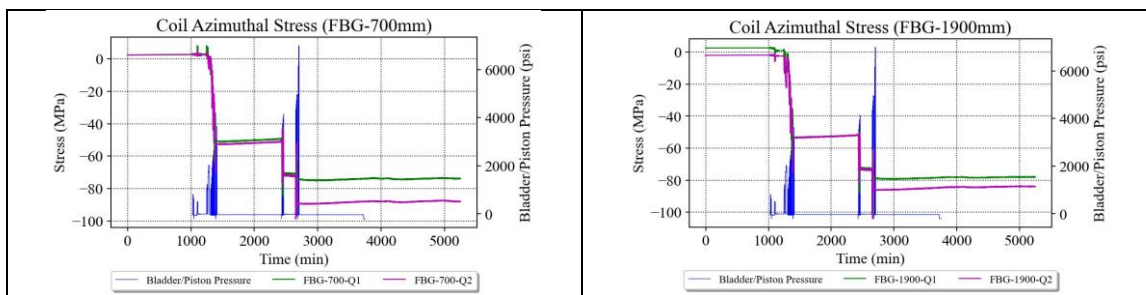 Coil Azimuthal Stress (FBG-700mm)
Stress (MPa)
0
−20
−40
−60
−80
−100
Bladder/Piston Pressure (psi)
6000
4000
2000
0
0 1000 2000 3000 4000 5000
Time (min)
Bladder/Piston Pressure FBG-700-Q1 FBG-700-Q2
Coil Azimuthal Stress (FBG-1900mm)
Stress (MPa)
0
−20
−40
−60
−80
−100
Bladder/Piston Pressure (psi)
6000
4000
2000
0
0 1000 2000 3000 4000 5000
Time (min)
Bladder/Piston Pressure FBG-1900-Q1 FBG-1900-Q2